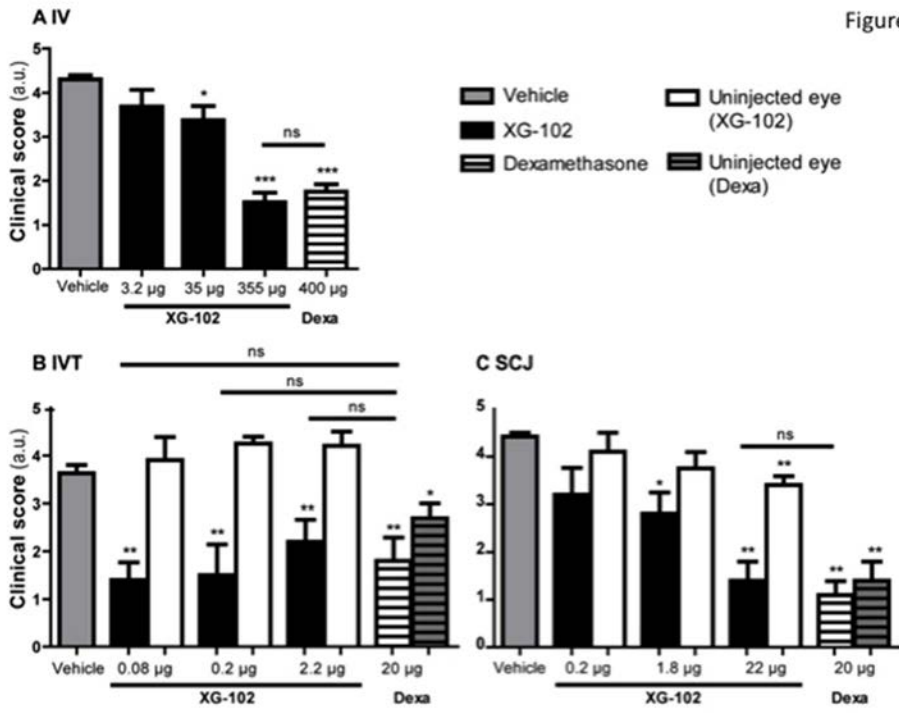 A IV
Figure
Clinical score (a.u.)
5
4
3
2
1
0
*
ns
***
***
Vehicle
3.2 µg
35 µg
355 µg
400 µg
XG-102
Dexa
Vehicle
XG-102
Dexamethasone
Uninjected eye
(XG-102)
Uninjected eye
(Dexa)
B IVT
ns
ns
ns
Clinical score (a.u.)
5
4
3
2
1
0
**
**
**
**
*
Vehicle
0.08 µg
0.2 µg
2.2 µg
20 µg
XG-102
Dexa
C SCJ
ns
5
4
3
2
1
0
*
**
**
**
**
Vehicle
0.2 µg
1.8 µg
22 µg
20 µg
XG-102
Dexa